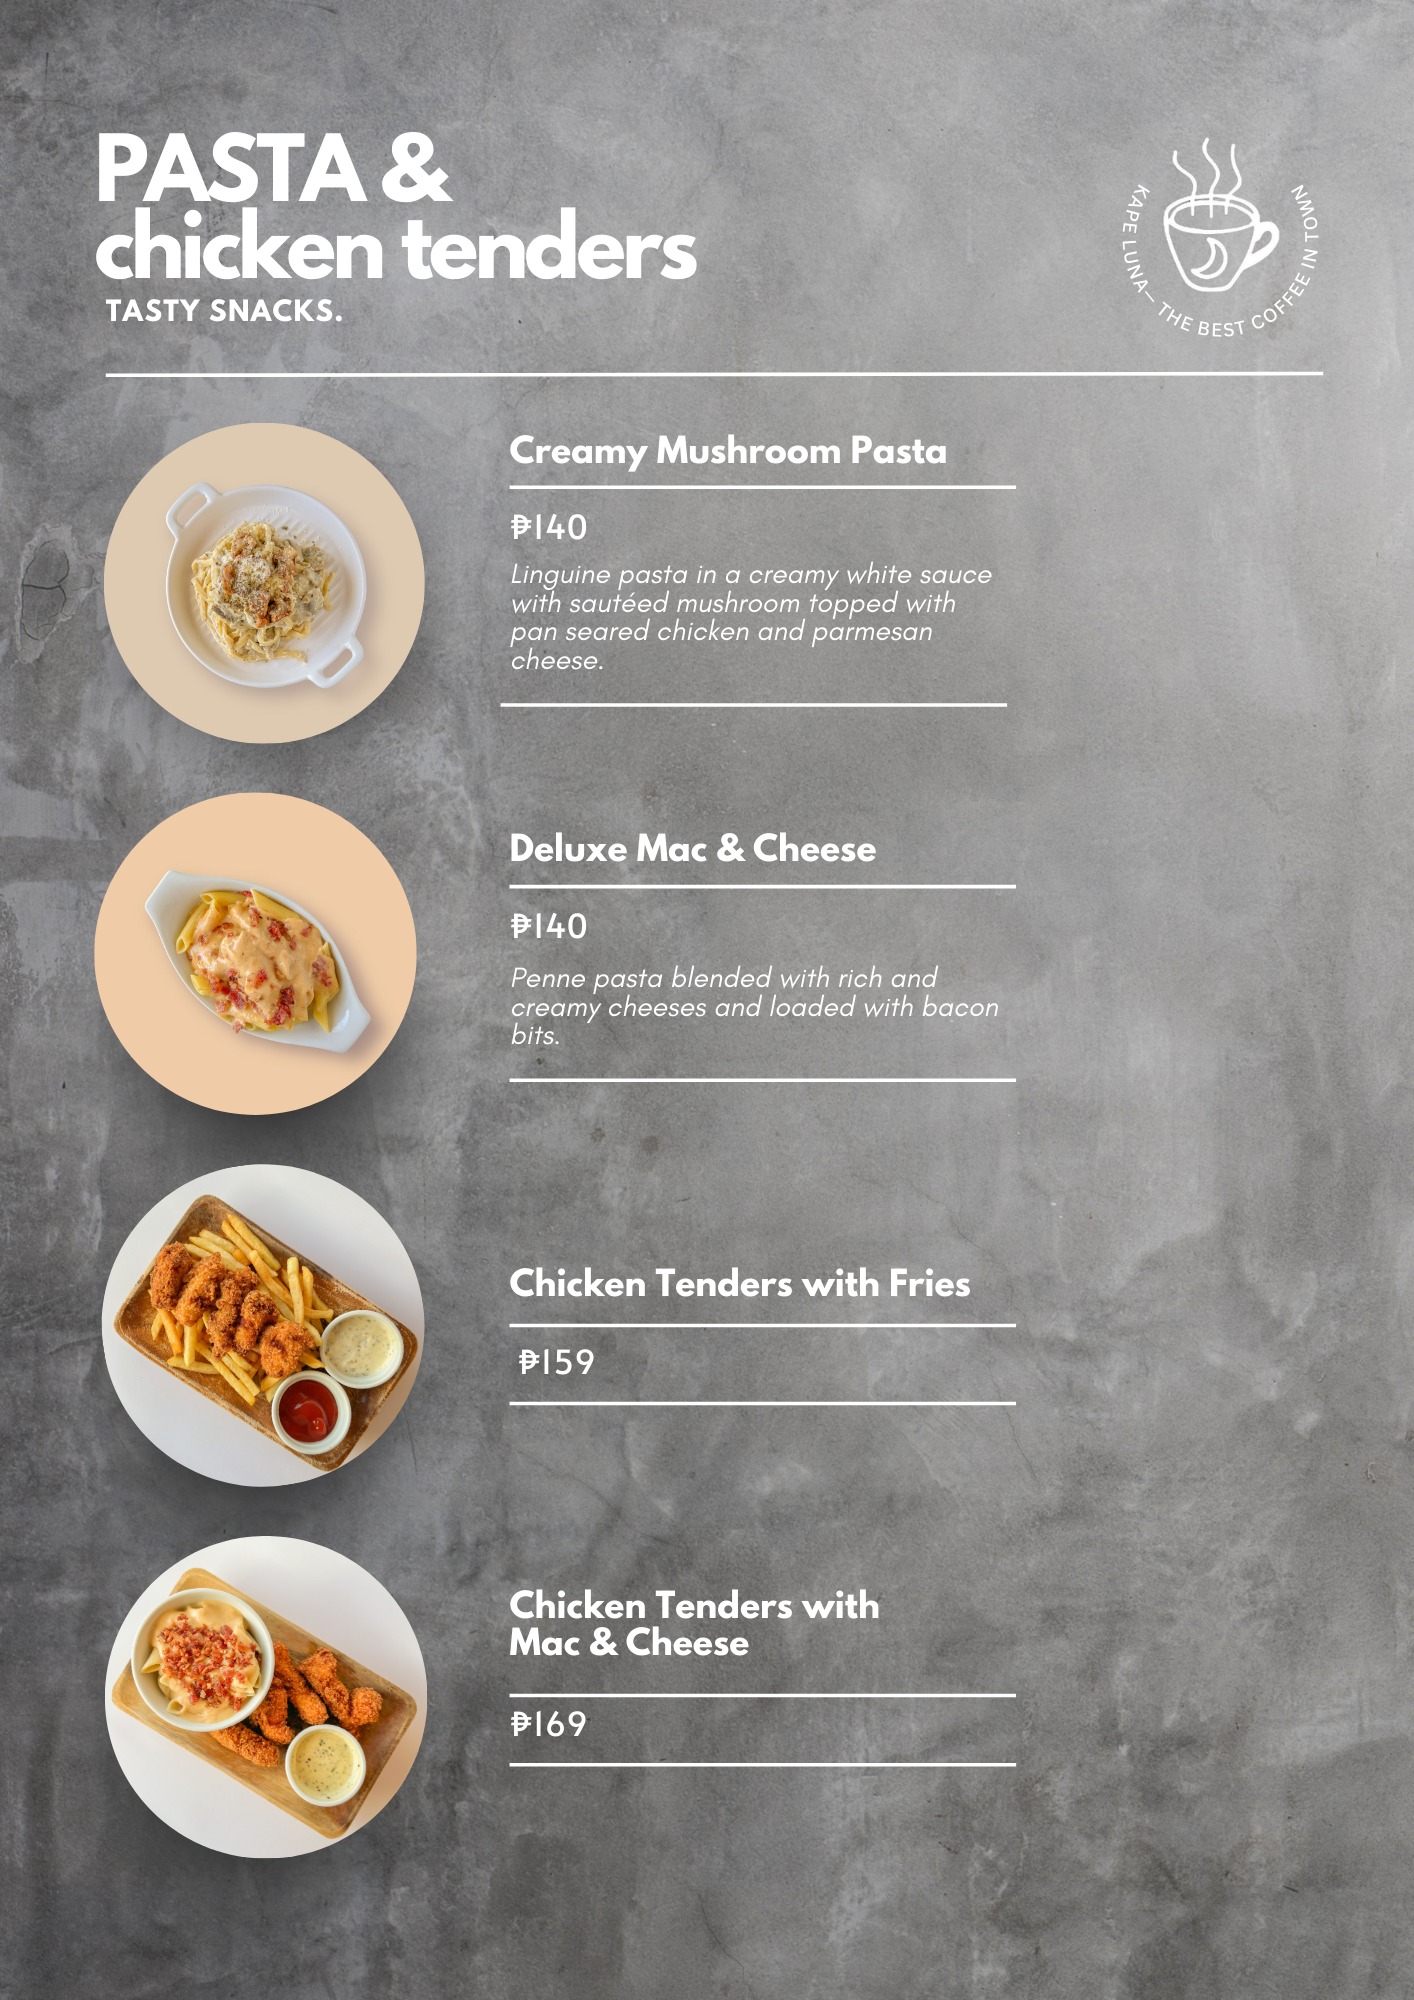 PASTA &
chicken tenders
TASTY SNACKS.
KAPE LUNA— THE BEST COFFEE IN TOWN
Creamy Mushroom Pasta
₱140
Linguine pasta in a creamy white sauce
with sautéed mushroom topped with
pan seared chicken and parmesan
cheese.
Deluxe Mac & Cheese
₱140
Penne pasta blended with rich and
creamy cheeses and loaded with bacon
bits.
Chicken Tenders with Fries
₱159
Chicken Tenders with
Mac & Cheese
₱169